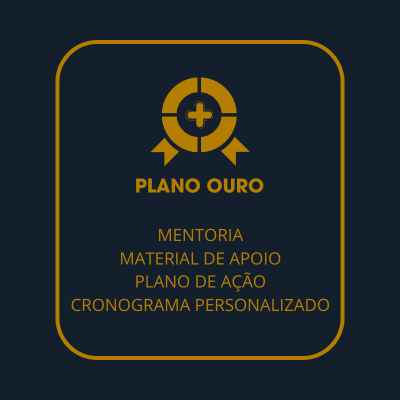 PLANO OURO
MENTORIA
MATERIAL DE APOIO
PLANO DE AÇÃO
CRONOGRAMA PERSONALIZADO